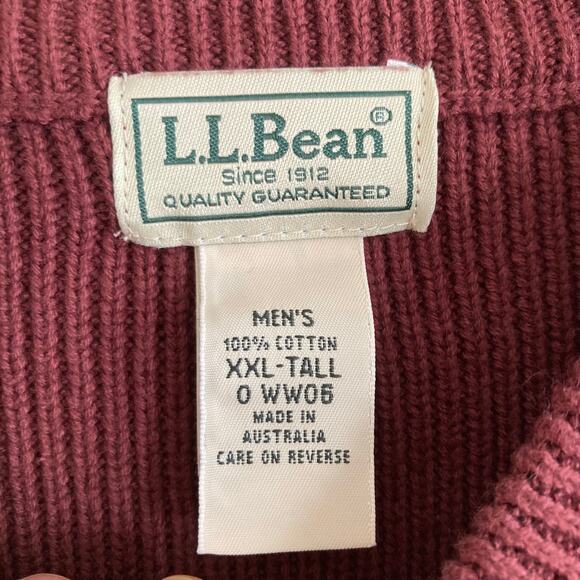 L.L.Bean®
Since 1912
QUALITY GUARANTEED
MEN'S
100% COTTON
XXL-TALL
0 WW06
MADE IN
AUSTRALIA
CARE ON REVERSE